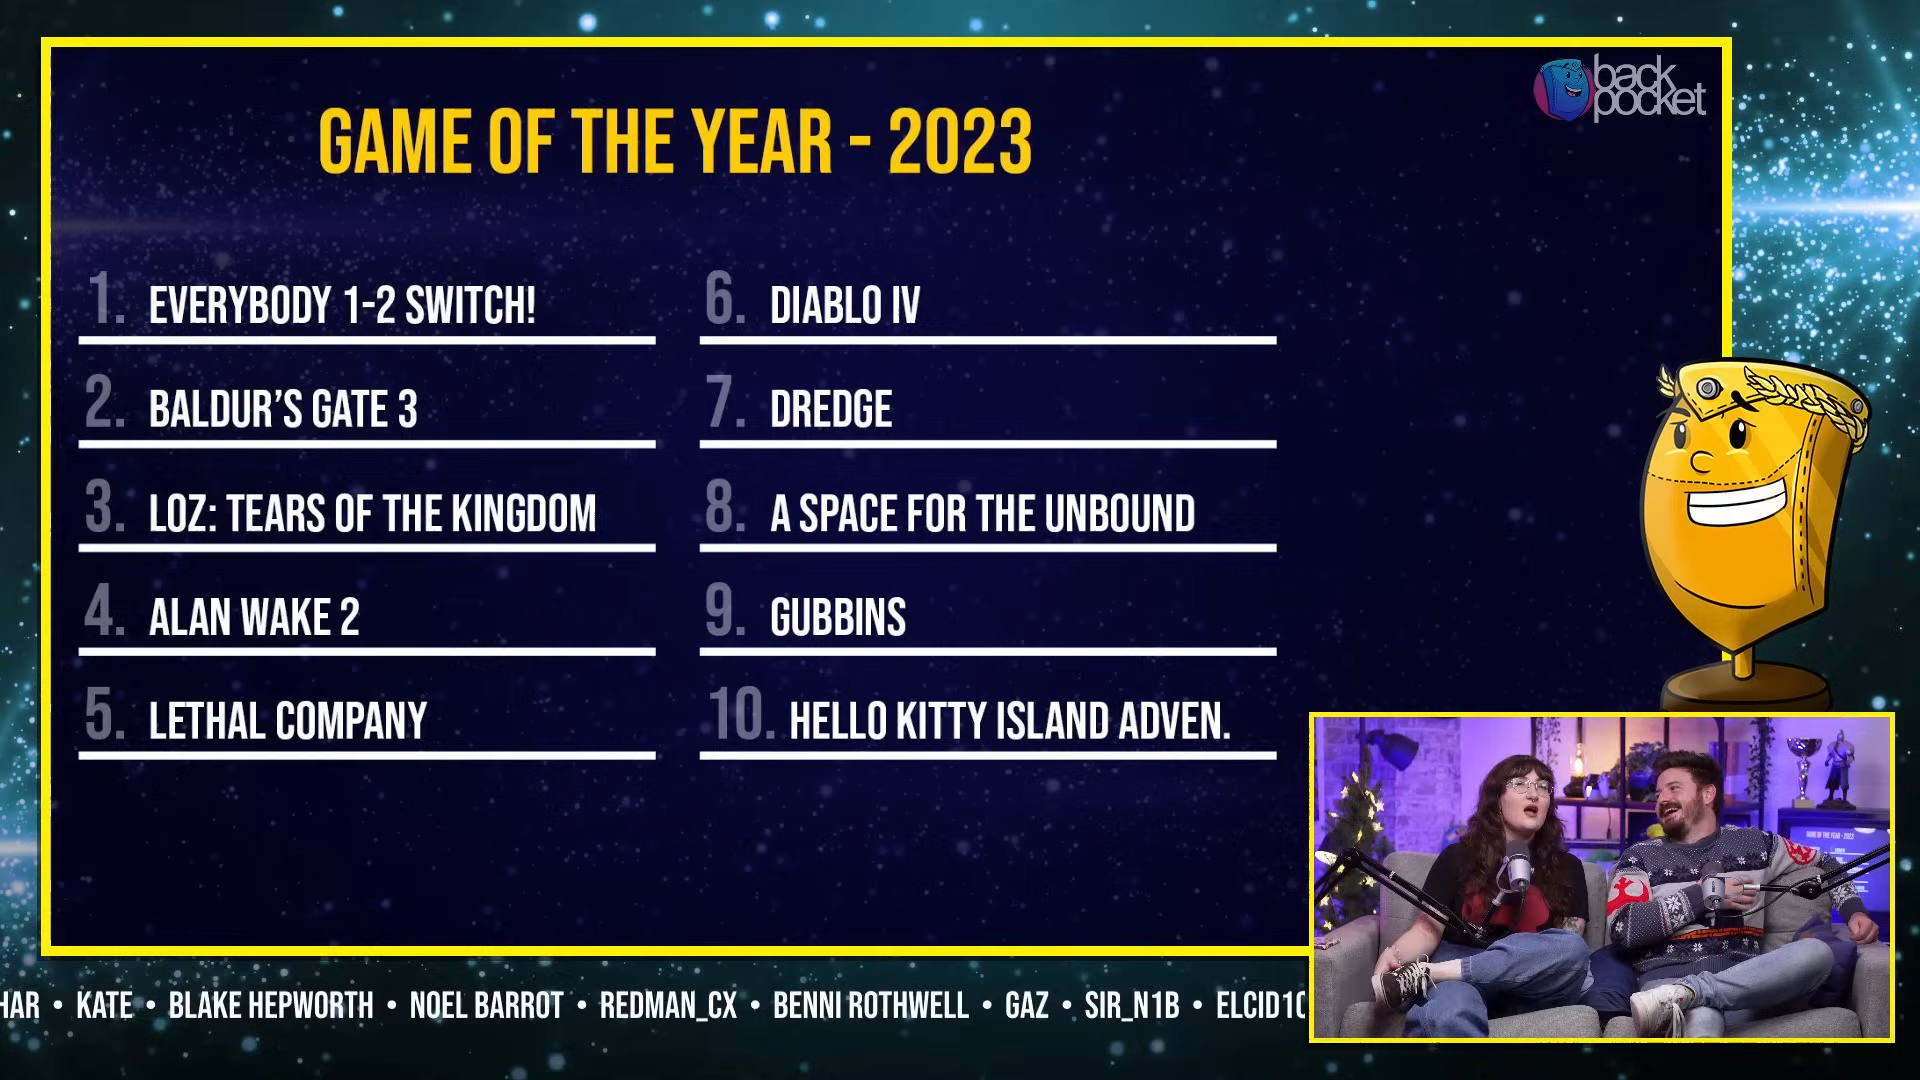 back
pocket
GAME OF THE YEAR - 2023
1. EVERYBODY 1-2 SWITCH!
2. BALDUR'S GATE 3
3. LOZ: TEARS OF THE KINGDOM
4. ALAN WAKE 2
5. LETHAL COMPANY
6. DIABLO IV
7. DREDGE
8. A SPACE FOR THE UNBOUND
9. GUBBINS
10. HELLO KITTY ISLAND ADVEN.
HAR • KATE • BLAKE HEPWORTH • NOEL BARROT • REDMAN_CX • BENNI ROTHWELL • GAZ • SIR_N1B • ELCID1